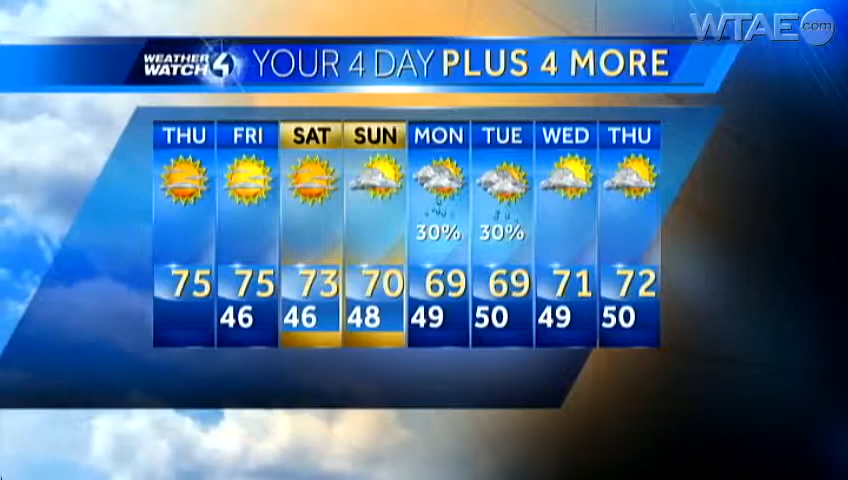 WTAE.com
WEATHER
WATCH 4
YOUR 4 DAY PLUS 4 MORE
THU FRI SAT SUN MON TUE WED THU
30% 30%
75 75 73 70 69 69 71 72
46 46 48 49 50 49 50